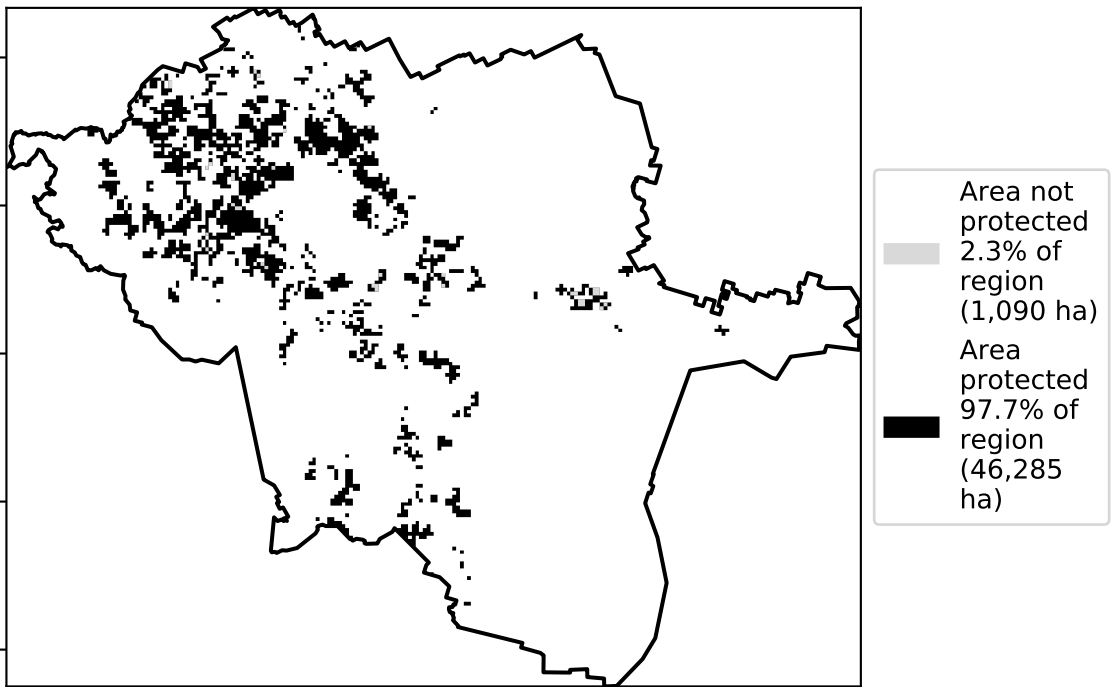 Area not
protected
2.3% of
region
(1,090 ha)
Area
protected
97.7% of
region
(46,285
ha)